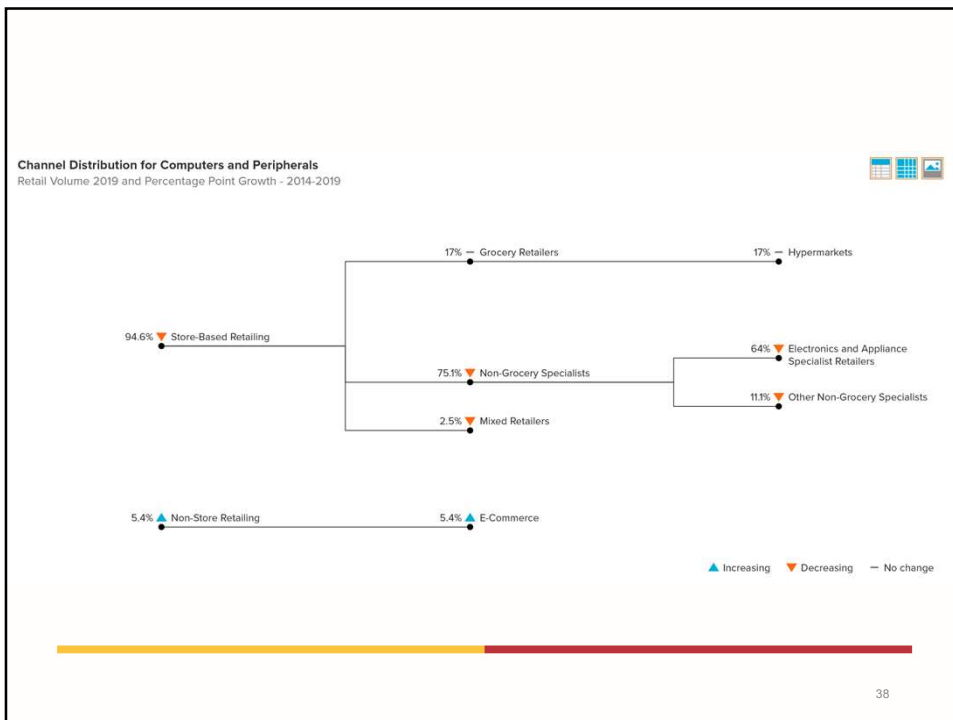 Channel Distribution for Computers and Peripherals
Retail Volume 2019 and Percentage Point Growth - 2014-2019
17% – Grocery Retailers
17% – Hypermarkets
94.6% ▼ Store-Based Retailing
64% ▼ Electronics and Appliance
Specialist Retailers
75.1% ▼ Non-Grocery Specialists
11.1% ▼ Other Non-Grocery Specialists
2.5% ▼ Mixed Retailers
5.4% ▲ Non-Store Retailing
5.4% ▲ E-Commerce
▲ Increasing ▼ Decreasing – No change
38